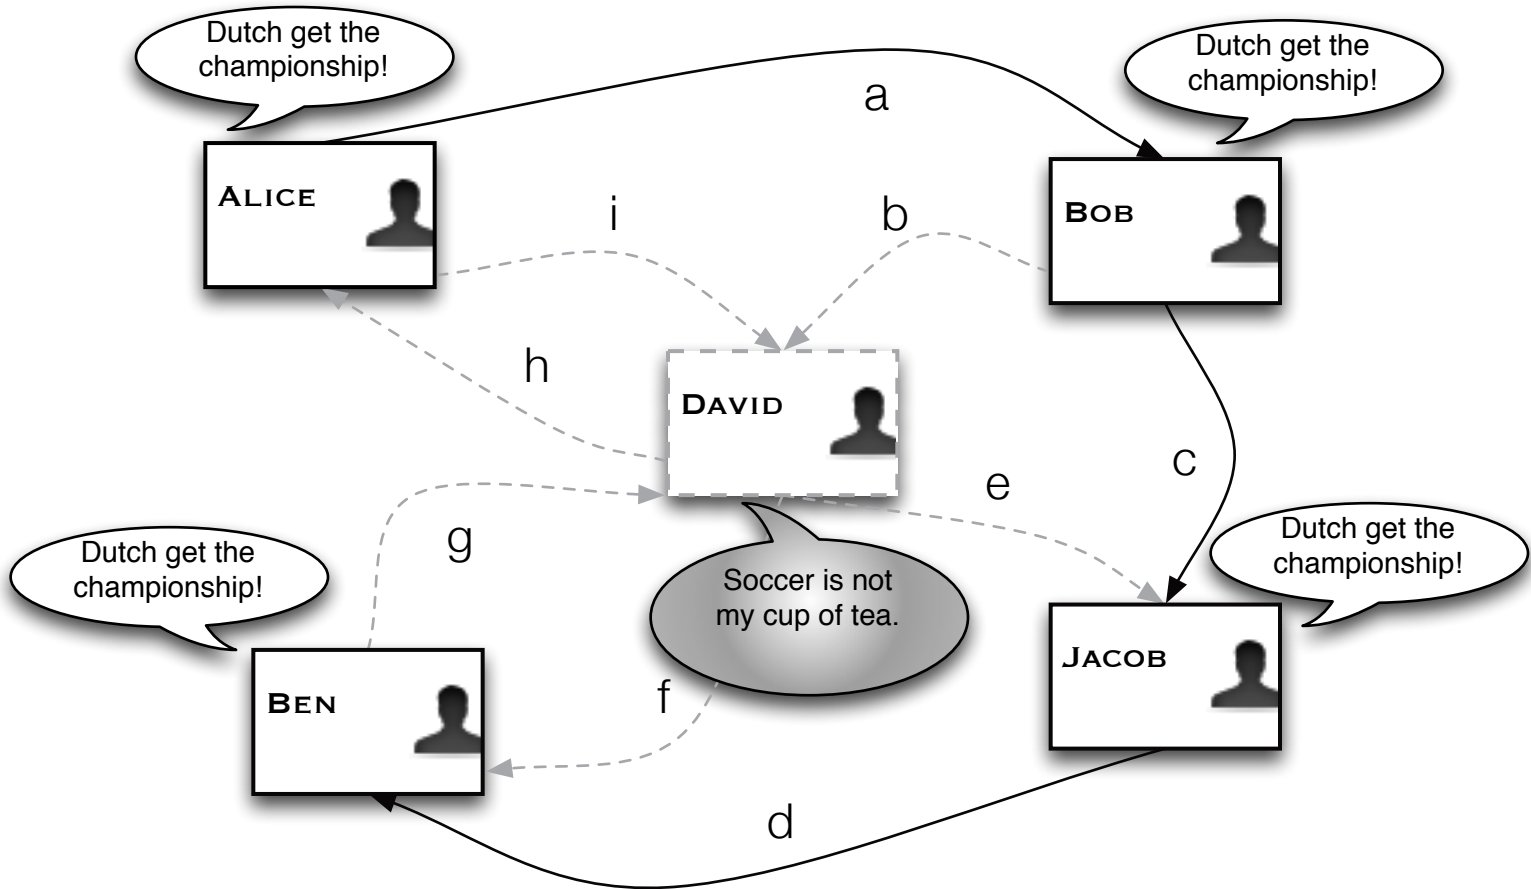 Dutch get the
championship!
Dutch get the
championship!
a
ALICE
i
b
BOB
h
DAVID
c
e
g
Dutch get the
championship!
Dutch get the
championship!
Soccer is not
my cup of tea.
JACOB
BEN
f
d